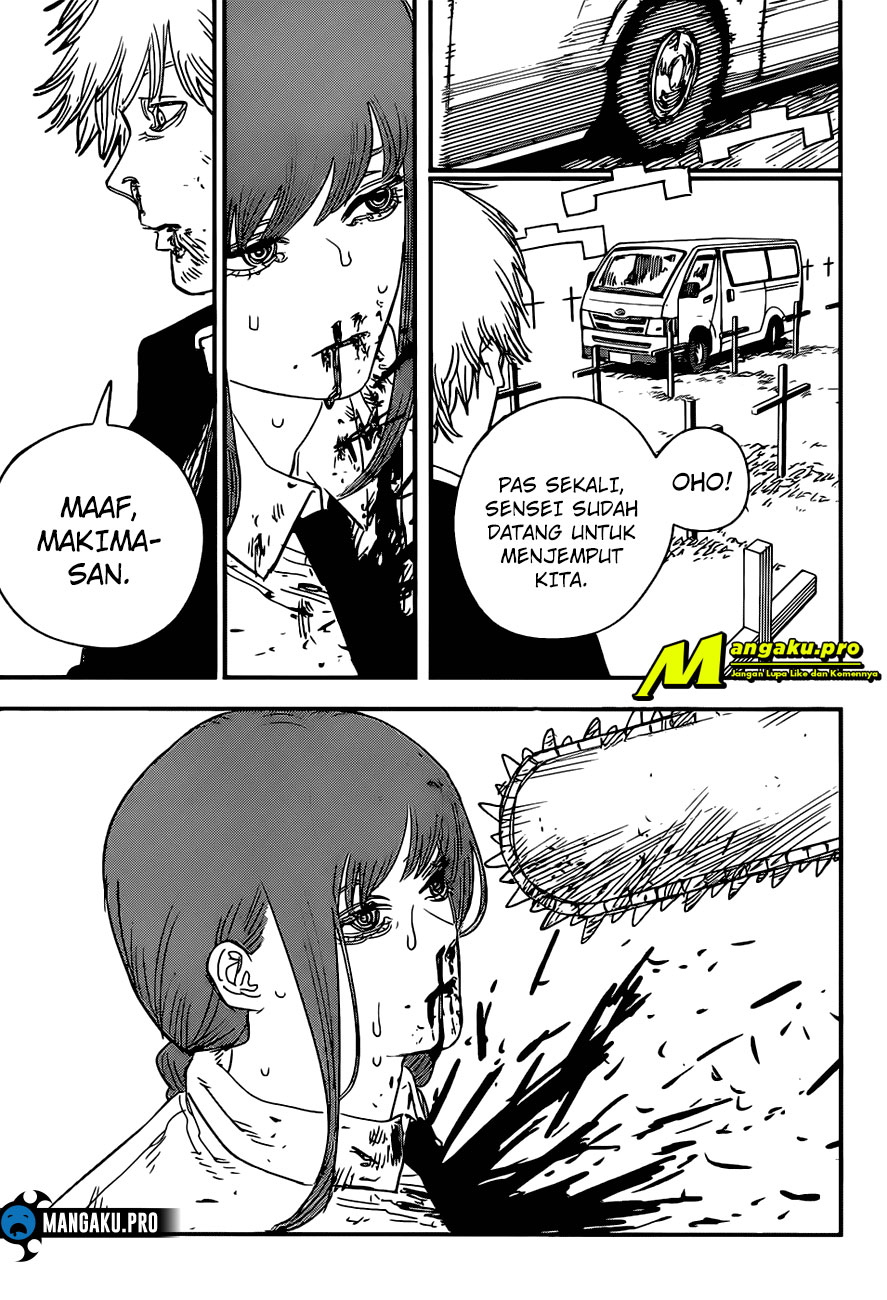 OHO!
PAS SEKALI,
SENSEI SUDAH
DATANG UNTUK
MENJEMPUT
KITA.
MAAF,
MAKIMA-
SAN.
Mangaku.pro
Jangan Lupa Like dan Komennya
MANGAKU.PRO